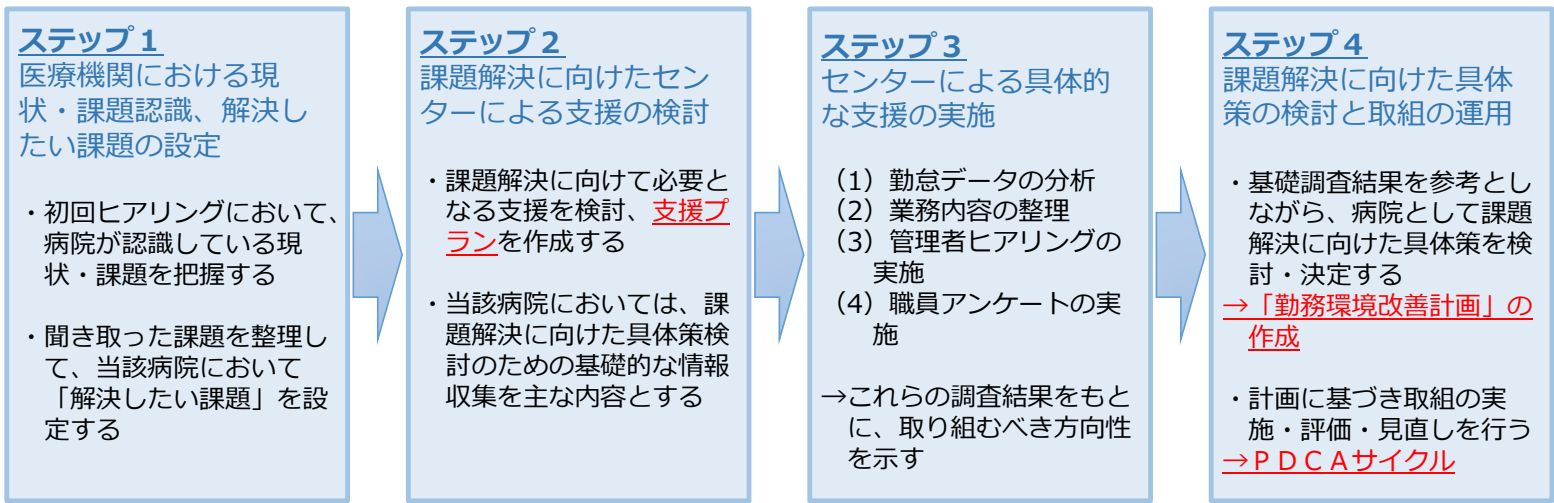 ステップ１
医療機関における現
状・課題認識、解決し
たい課題の設定
・初回ヒアリングにおいて、
病院が認識している現
状・課題を把握する
・聞き取った課題を整理し
て、当該病院において
「解決したい課題」を設
定する
ステップ２
課題解決に向けたセン
ターによる支援の検討
・課題解決に向けて必要と
なる支援を検討、支援プ
ランを作成する
・当該病院においては、課
題解決に向けた具体策検
討のための基礎的な情報
収集を主な内容とする
ステップ３
センターによる具体的
な支援の実施
（1）勤怠データの分析
（2）業務内容の整理
（3）管理者ヒアリングの
実施
（4）職員アンケートの実
施
→これらの調査結果をもと
に、取り組むべき方向性
を示す
ステップ４
課題解決に向けた具体
策の検討と取組の運用
・基礎調査結果を参考とし
ながら、病院として課題
解決に向けた具体策を検
討・決定する
→「勤務環境改善計画」の
作成
・計画に基づき取組の実
施・評価・見直しを行う
→ＰＤＣＡサイクル